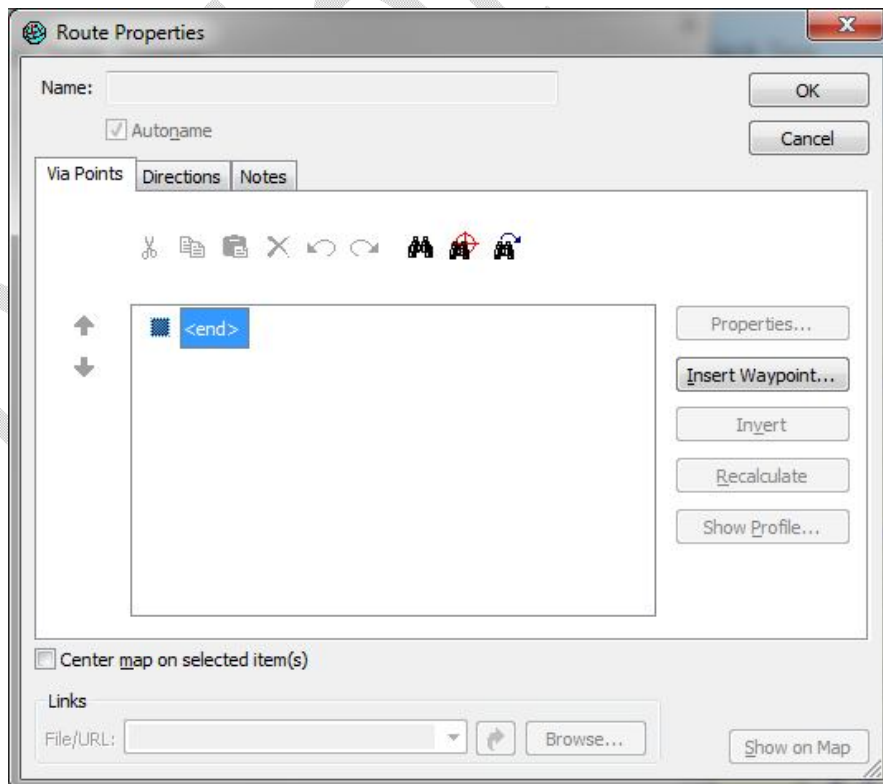 Route Properties
Name:
OK
Autoname
Cancel
Via Points Directions Notes
<end>
Properties...
Insert Waypoint...
Invert
Recalculate
Show Profile...
Center map on selected item(s)
Links
File/URL:
Browse...
Show on Map